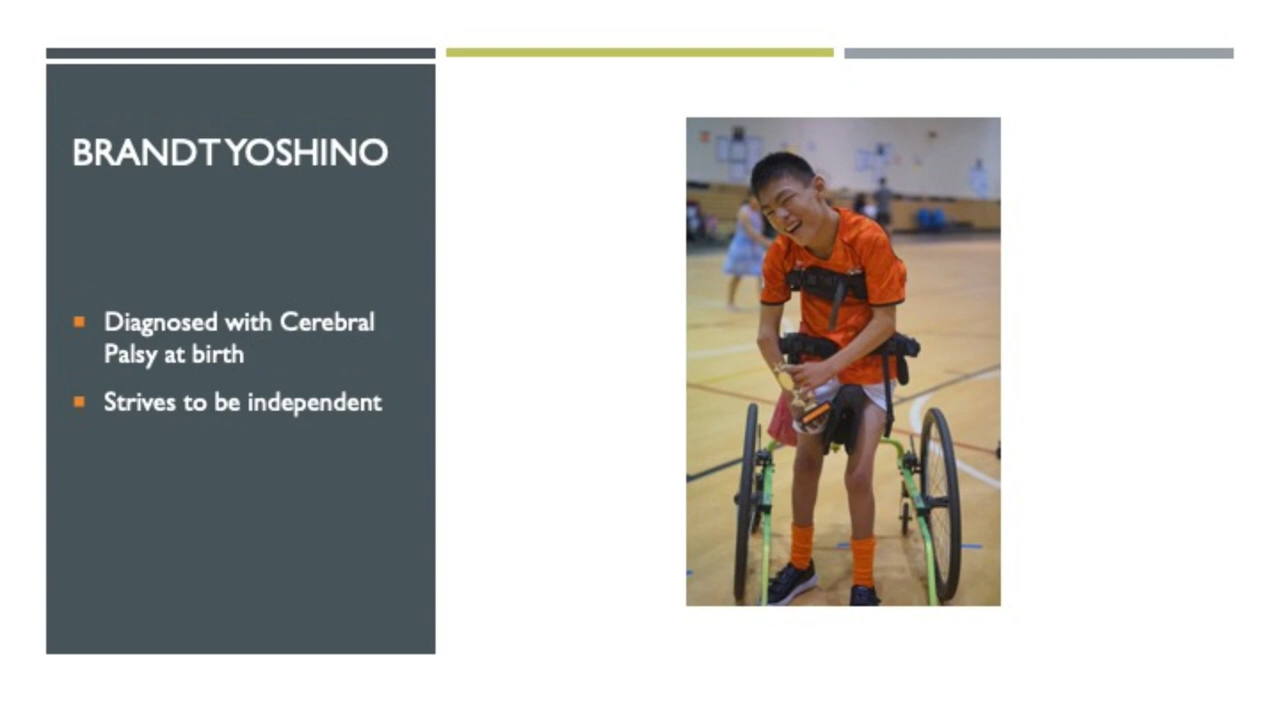 BRANDT YOSHINO
Diagnosed with Cerebral
Palsy at birth
Strives to be independent